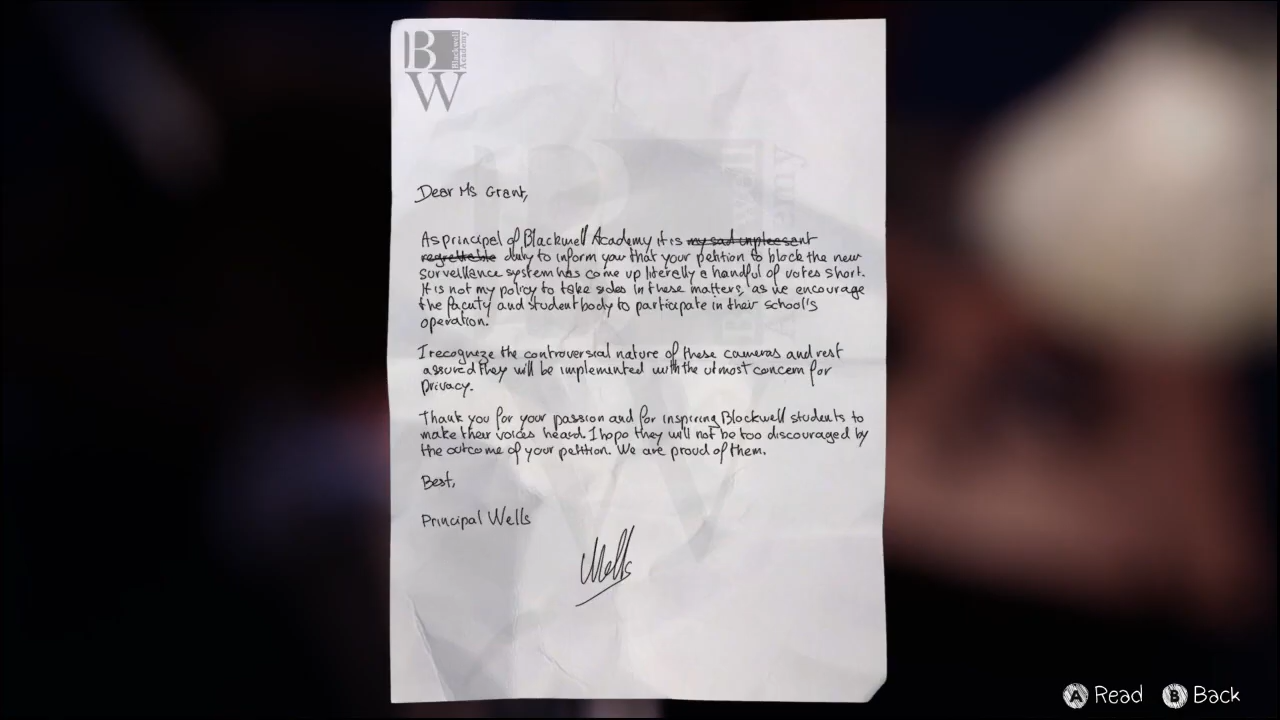 B
W
Blackwell
Academy
Dear Ms Grant,
As principal of Blackwell Academy it is my sad unpleesent
regrettable duty to inform you that your petition to block the new
surveillance system has come up literally a handful of votes short.
It is not my policy to take sides in these matters, as we encourage
the facuty and student body to participate in their school's
operation.
I recogneze the controversial nature of these cameras and rest
assured they will be implemented with the utmost concern for
privacy.
Thank you for your passion and for inspiring Blackwell students to
make their voices heard. I hope they will not be too discouraged by
the outcome of your petition. We are proud of them.
Best,
Principal Wells
Wells
A Read B Back